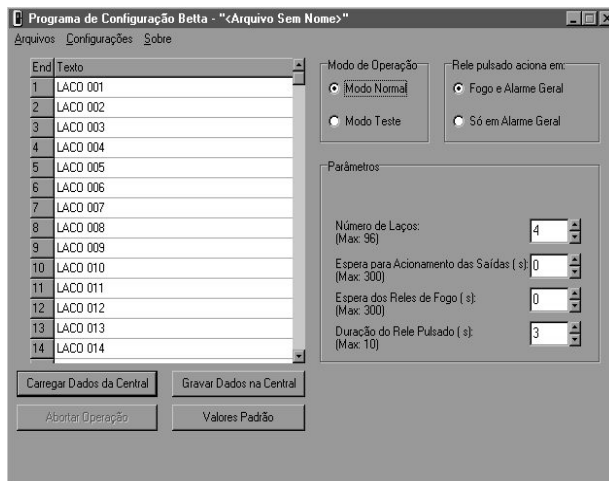 Programa de Configuração Betta - "<Arquivo Sem Nome>"
Arquivos Configurações Sobre
End Texto
1 LACO 001
2 LACO 002
3 LACO 003
4 LACO 004
5 LACO 005
6 LACO 006
7 LACO 007
8 LACO 008
9 LACO 009
10 LACO 010
11 LACO 011
12 LACO 012
13 LACO 013
14 LACO 014
Carregar Dados da Central
Gravar Dados na Central
Abortar Operação
Valores Padrão
Modo de Operação
Modo Normal
Modo Teste
Rele pulsado aciona em:
Fogo e Alarme Geral
Só em Alarme Geral
Parâmetros
Número de Laços: 4
(Max: 96)
Espera para Acionamento das Saídas ( s): 0
(Max: 300)
Espera dos Reles de Fogo ( s): 0
(Max: 300)
Duração do Rele Pulsado ( s): 3
(Max: 10)